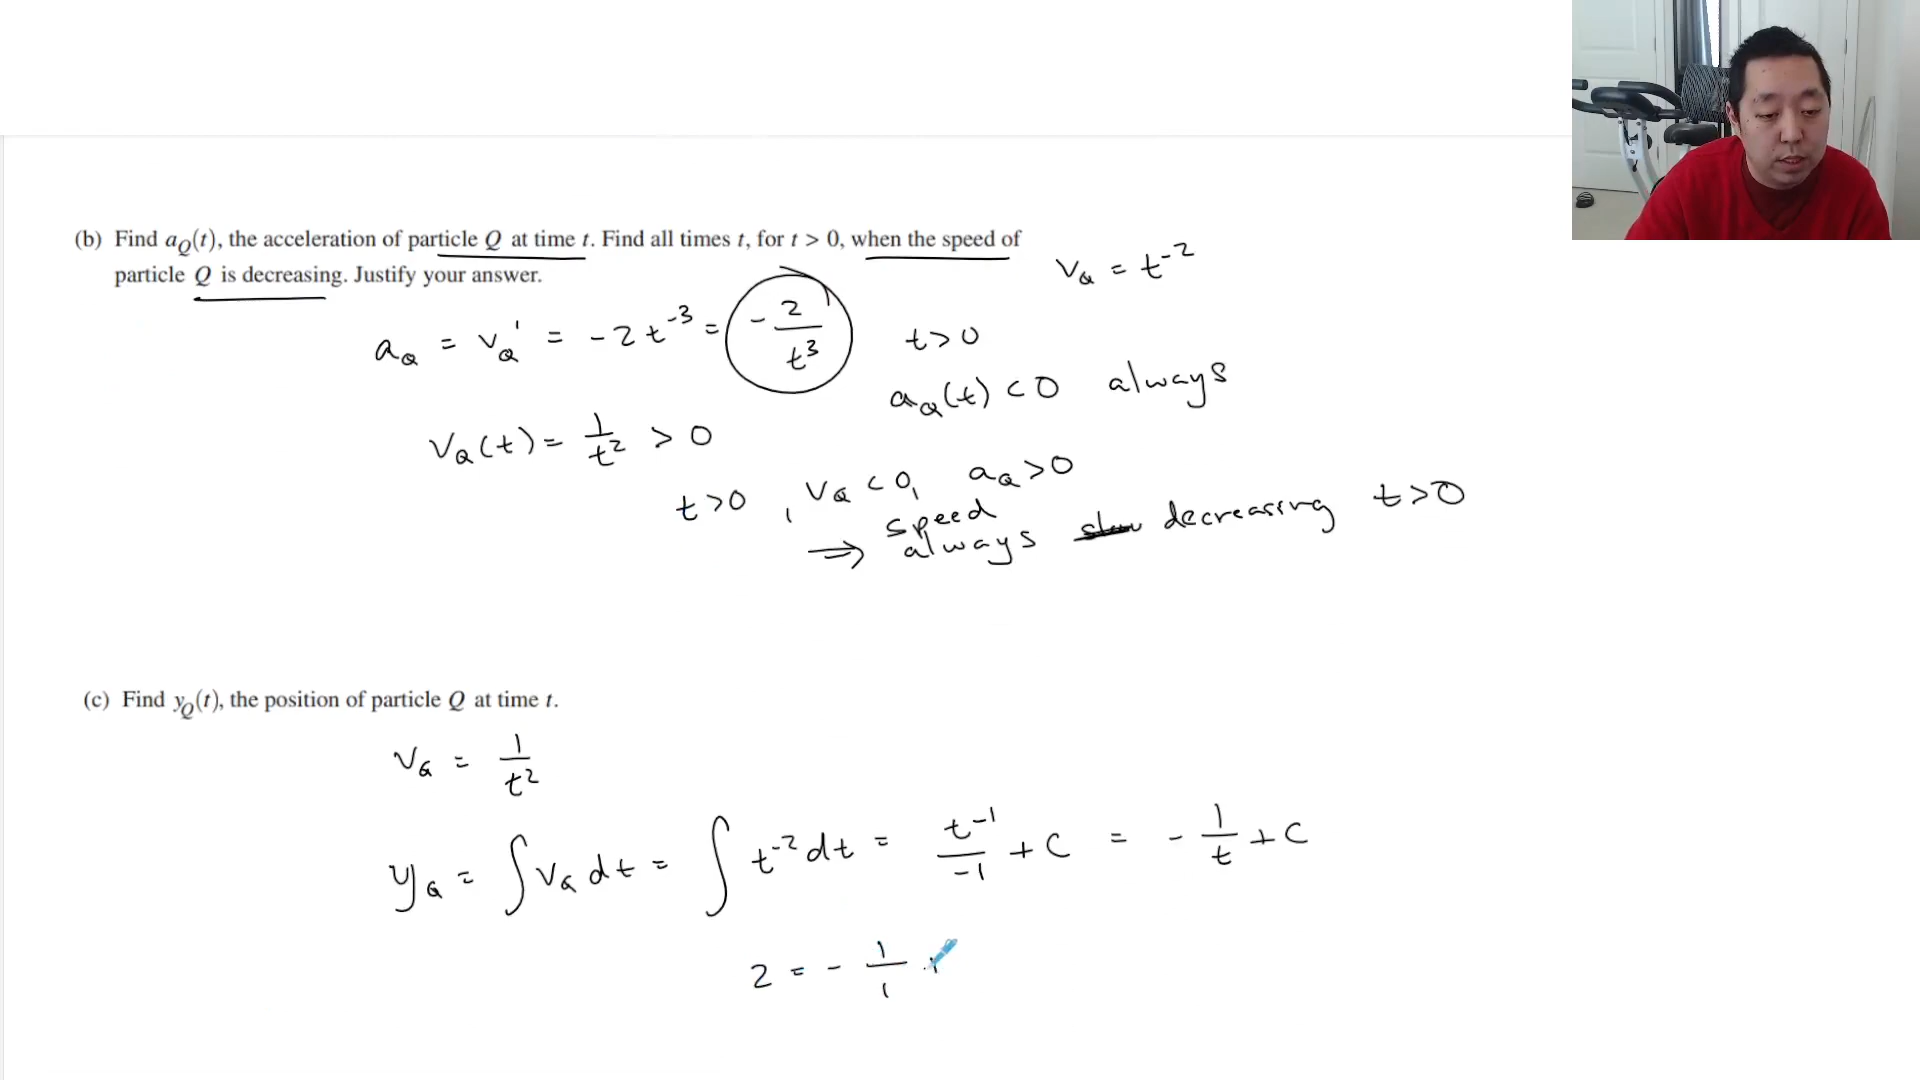 (b) Find a_Q(t), the acceleration of particle Q at time t. Find all times t, for t > 0, when the speed of
particle Q is decreasing. Justify your answer.
v_Q = t^-2
a_Q = v_Q' = -2t^-3 = -2/t^3
t > 0
a_Q(t) < 0 always
v_Q(t) = 1/t^2 > 0
t > 0, v_Q < 0, a_Q > 0
⇒ speed always decreasing t > 0
(c) Find y_Q(t), the position of particle Q at time t.
v_Q = 1/t^2
y_Q = ∫ v_Q dt = ∫ t^-2 dt = t^-1/-1 + C = -1/t + C
2 = -1/1